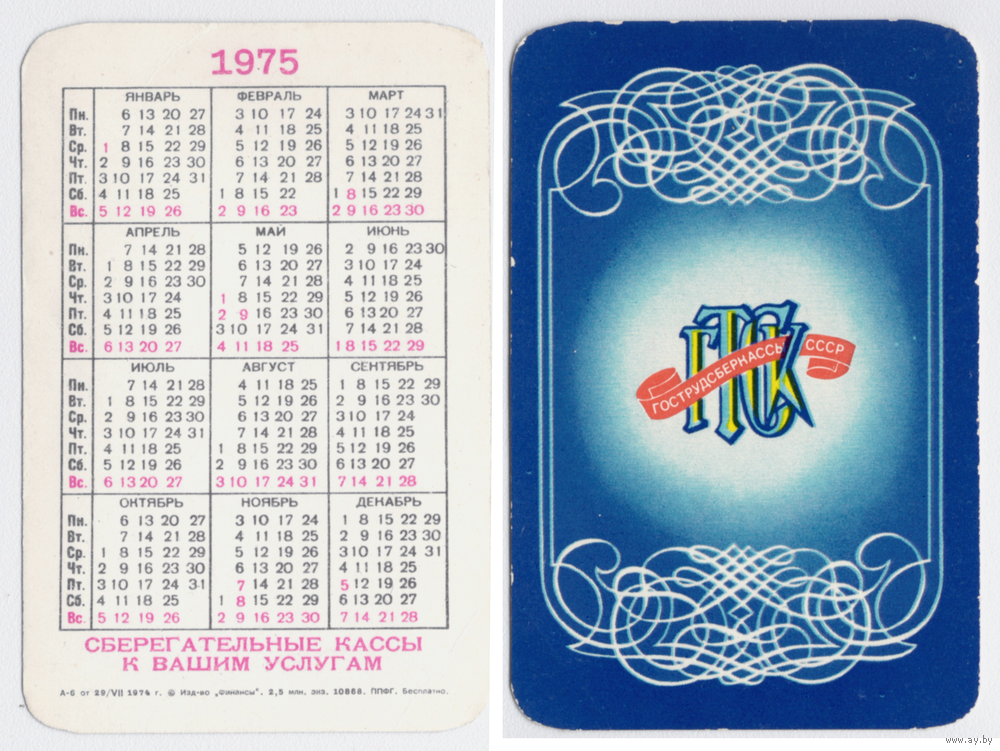 1975
ЯНВАРЬ ФЕВРАЛЬ МАРТ
Пн. 6 13 20 27 3 10 17 24 3 10 17 24 31
Вт. 7 14 21 28 4 11 18 25 4 11 18 25
Ср. 1 8 15 22 29 5 12 19 26 5 12 19 26
Чт. 2 9 16 23 30 6 13 20 27 6 13 20 27
Пт. 3 10 17 24 31 7 14 21 28 7 14 21 28
Сб. 4 11 18 25 1 8 15 22 1 8 15 22 29
Вс. 5 12 19 26 2 9 16 23 2 9 16 23 30
АПРЕЛЬ МАЙ ИЮНЬ
Пн. 7 14 21 28 5 12 19 26 2 9 16 23 30
Вт. 1 8 15 22 29 6 13 20 27 3 10 17 24
Ср. 2 9 16 23 30 7 14 21 28 4 11 18 25
Чт. 3 10 17 24 1 8 15 22 29 5 12 19 26
Пт. 4 11 18 25 2 9 16 23 30 6 13 20 27
Сб. 5 12 19 26 3 10 17 24 31 7 14 21 28
Вс. 6 13 20 27 4 11 18 25 1 8 15 22 29
ИЮЛЬ АВГУСТ СЕНТЯБРЬ
Пн. 7 14 21 28 4 11 18 25 1 8 15 22 29
Вт. 1 8 15 22 29 5 12 19 26 2 9 16 23 30
Ср. 2 9 16 23 30 6 13 20 27 3 10 17 24
Чт. 3 10 17 24 31 7 14 21 28 4 11 18 25
Пт. 4 11 18 25 1 8 15 22 29 5 12 19 26
Сб. 5 12 19 26 2 9 16 23 30 6 13 20 27
Вс. 6 13 20 27 3 10 17 24 31 7 14 21 28
ОКТЯБРЬ НОЯБРЬ ДЕКАБРЬ
Пн. 6 13 20 27 3 10 17 24 1 8 15 22 29
Вт. 7 14 21 28 4 11 18 25 2 9 16 23 30
Ср. 1 8 15 22 29 5 12 19 26 3 10 17 24 31
Чт. 2 9 16 23 30 6 13 20 27 4 11 18 25
Пт. 3 10 17 24 31 7 14 21 28 5 12 19 26
Сб. 4 11 18 25 1 8 15 22 29 6 13 20 27
Вс. 5 12 19 26 2 9 16 23 30 7 14 21 28
СБЕРЕГАТЕЛЬНЫЕ КАССЫ
К ВАШИМ УСЛУГАМ
А-6 от 29/VII 1974 г. © Изд-во „Финансы". 2,5 млн. экз. 10868. ППФГ. Бесплатно.
ГТСК
ГОСТРУДСБЕРКАССЫ СССР
www.ay.by